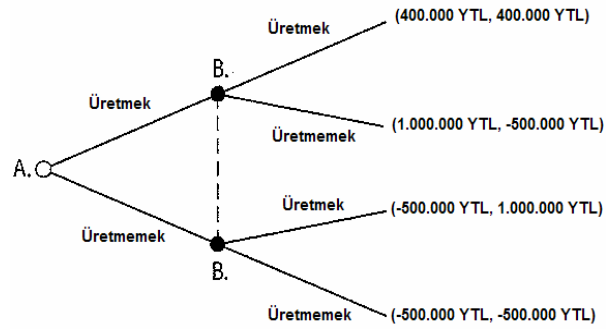 Üretmek
(400.000 YTL, 400.000 YTL)
B.
Üretmek
Üretmemek
(1.000.000 YTL, -500.000 YTL)
A.
Üretmek
(-500.000 YTL, 1.000.000 YTL)
Üretmemek
B.
Üretmemek
(-500.000 YTL, -500.000 YTL)